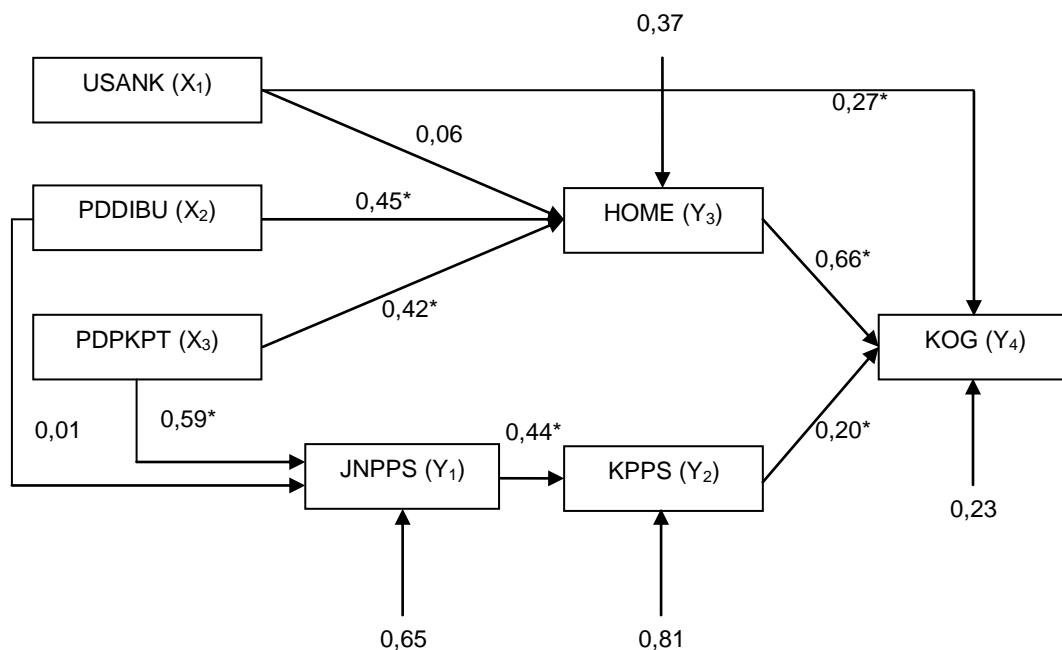 0,37
USANK (X₁)
0,27*
0,06
PDDIBU (X₂)
0,45*
HOME (Y₃)
0,66*
0,42*
PDPKPT (X₃)
KOG (Y₄)
0,01
0,59*
0,44*
0,20*
JNPPS (Y₁)
KPPS (Y₂)
0,23
0,65
0,81